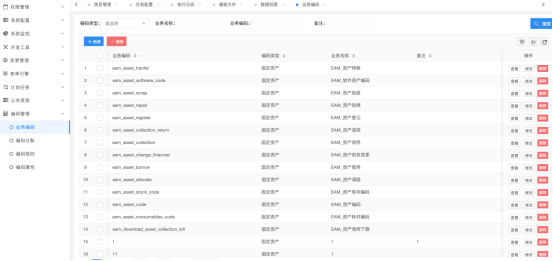 权限管理
系统配置
系统监控
开发工具
变更管理
表单引擎
计划任务
公共资源
编码管理
业务编码
编码分配
编码规则
编码属性
项目管理 任务配置 执行日志 模板文件 数据权限 业务编码
编码类型: 请选择 业务名称: 业务编码: 备注: 搜索
+ 新增 删除
业务编码 编码类型 业务名称 备注 操作
1 eam_asset_tranfer 固定资产 EAM_资产转移 查看 修改 删除
2 eam_asset_software_code 固定资产 EAM_软件资产编码 查看 修改 删除
3 eam_asset_scrap 固定资产 EAM_资产报废 查看 修改 删除
4 eam_asset_repair 固定资产 EAM_资产报修 查看 修改 删除
5 eam_asset_register 固定资产 EAM_资产登记 查看 修改 删除
6 eam_asset_collection_return 固定资产 EAM_资产退库 查看 修改 删除
7 eam_asset_collection 固定资产 EAM_资产领用 查看 修改 删除
8 eam_asset_change_financial 固定资产 EAM_资产财务变更 查看 修改 删除
9 eam_asset_borrow 固定资产 EAM_资产借用 查看 修改 删除
10 eam_asset_allocate 固定资产 EAM_资产调拨 查看 修改 删除
11 eam_asset_stock_code 固定资产 EAM_资产库存编码 查看 修改 删除
12 eam_asset_code 固定资产 EAM_资产编码 查看 修改 删除
13 eam_asset_consumables_code 固定资产 EAM_资产耗材编码 查看 修改 删除
14 eam_download_asset_collection_bill 固定资产 EAM_资产领用下载 查看 修改 删除
15 1 固定资产 1 1 查看 修改 删除
16 11 固定资产 1 查看 修改 删除